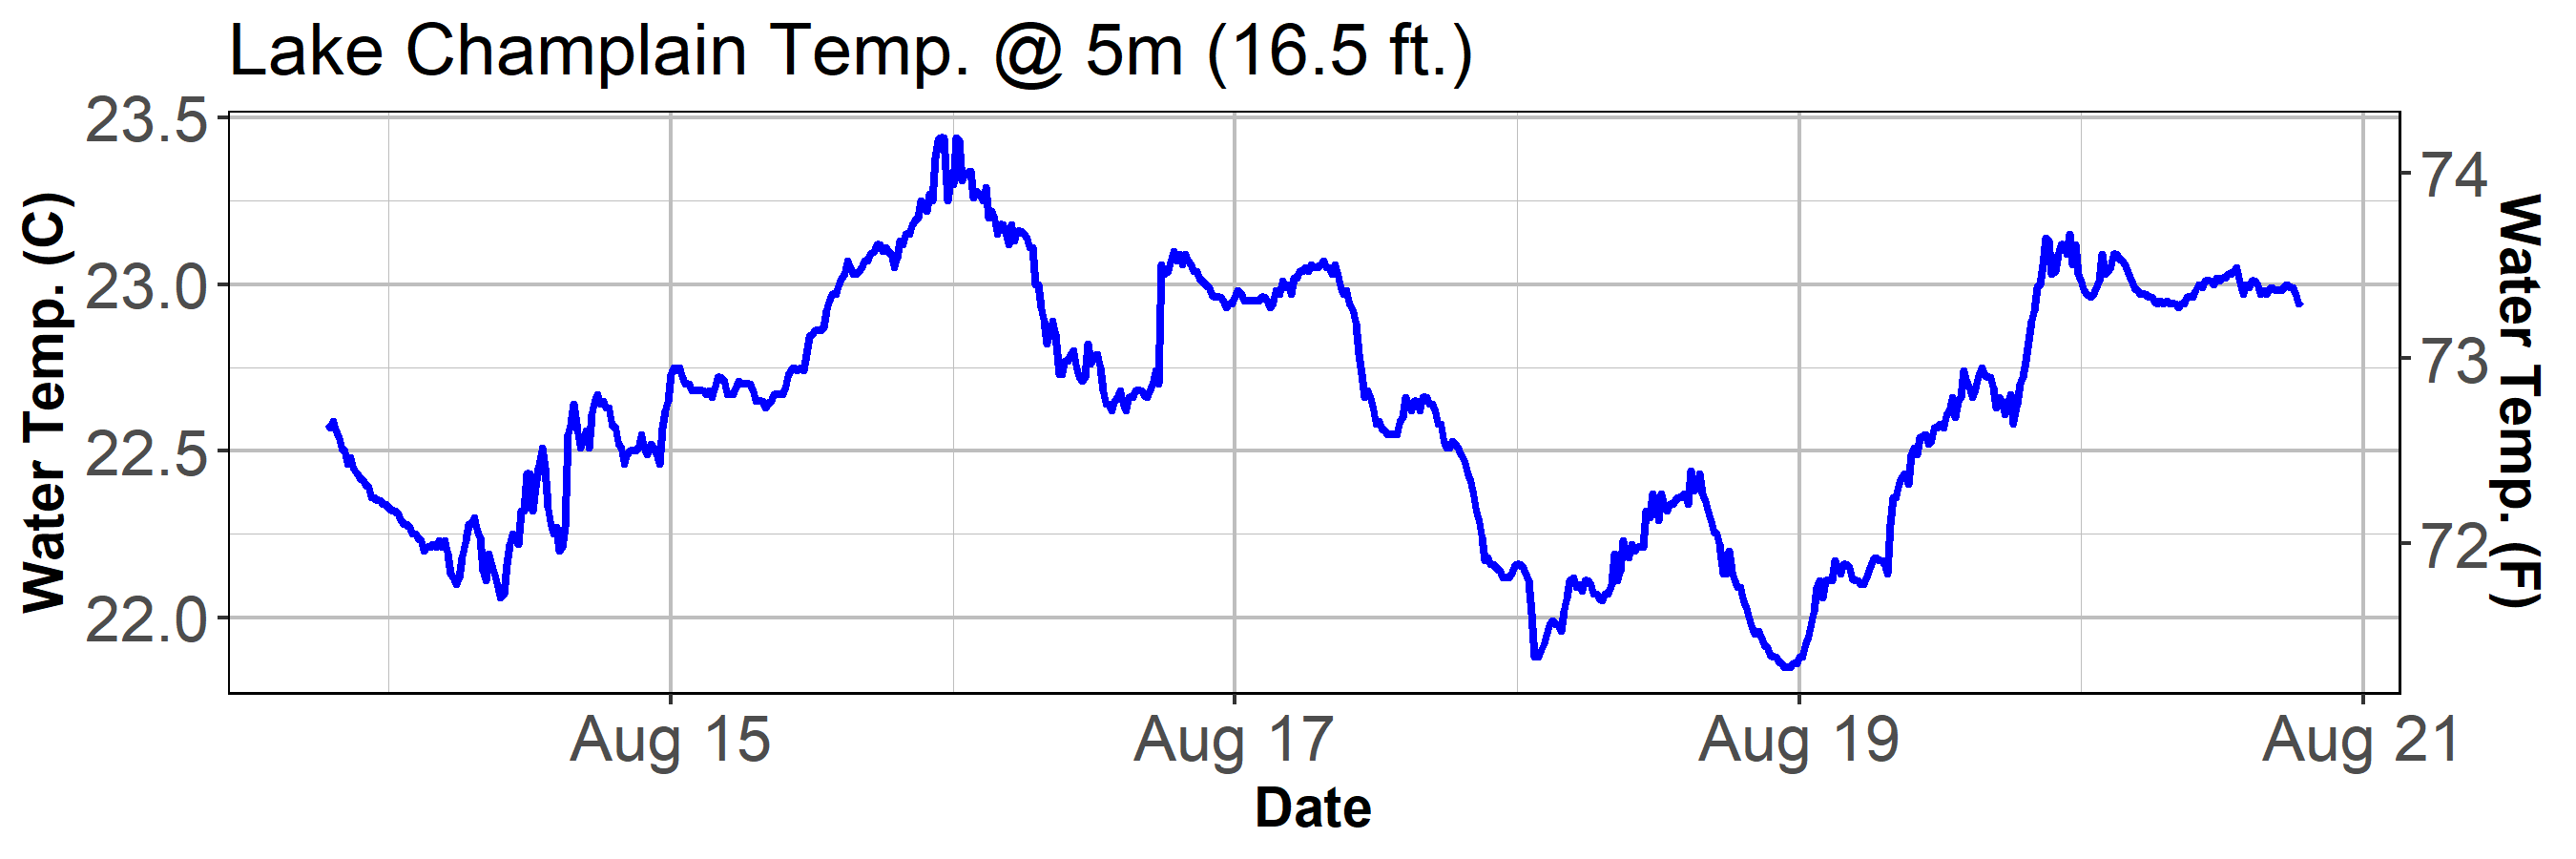 Lake Champlain Temp. @ 5m (16.5 ft.)
Water Temp. (C)
23.5
23.0
22.5
22.0
74
73
72
Water Temp. (F)
Aug 15 Aug 17 Aug 19 Aug 21
Date